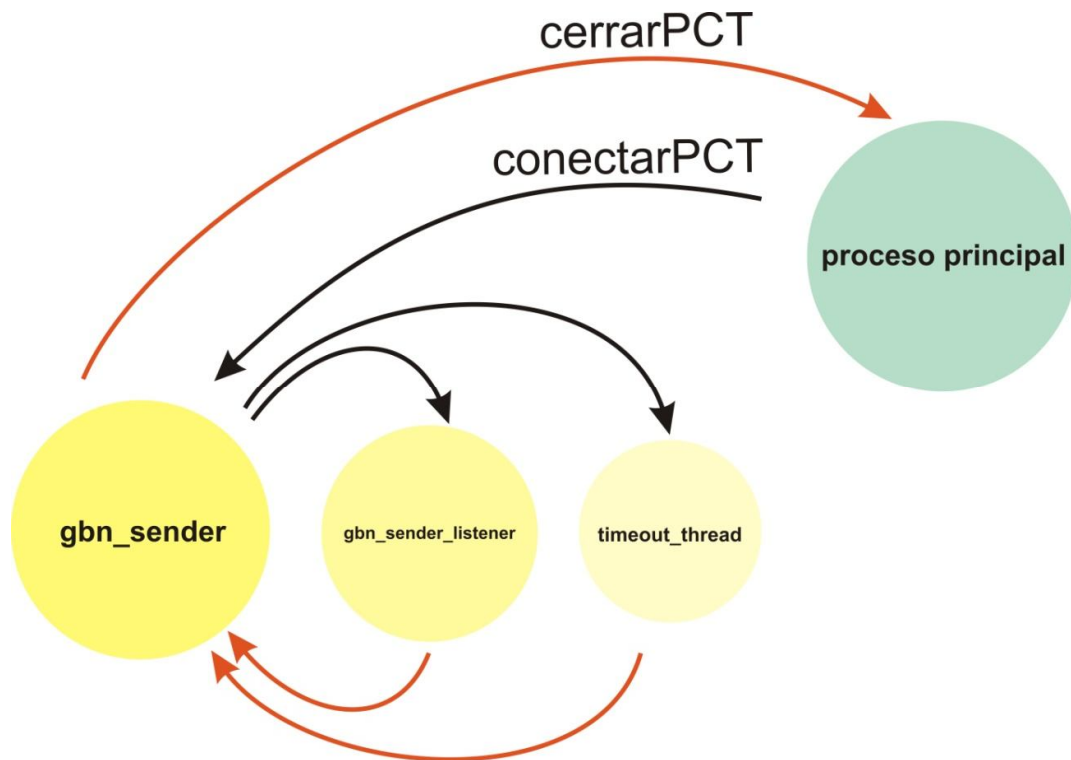 cerrarPCT
conectarPCT
proceso principal
gbn_sender
gbn_sender_listener
timeout_thread